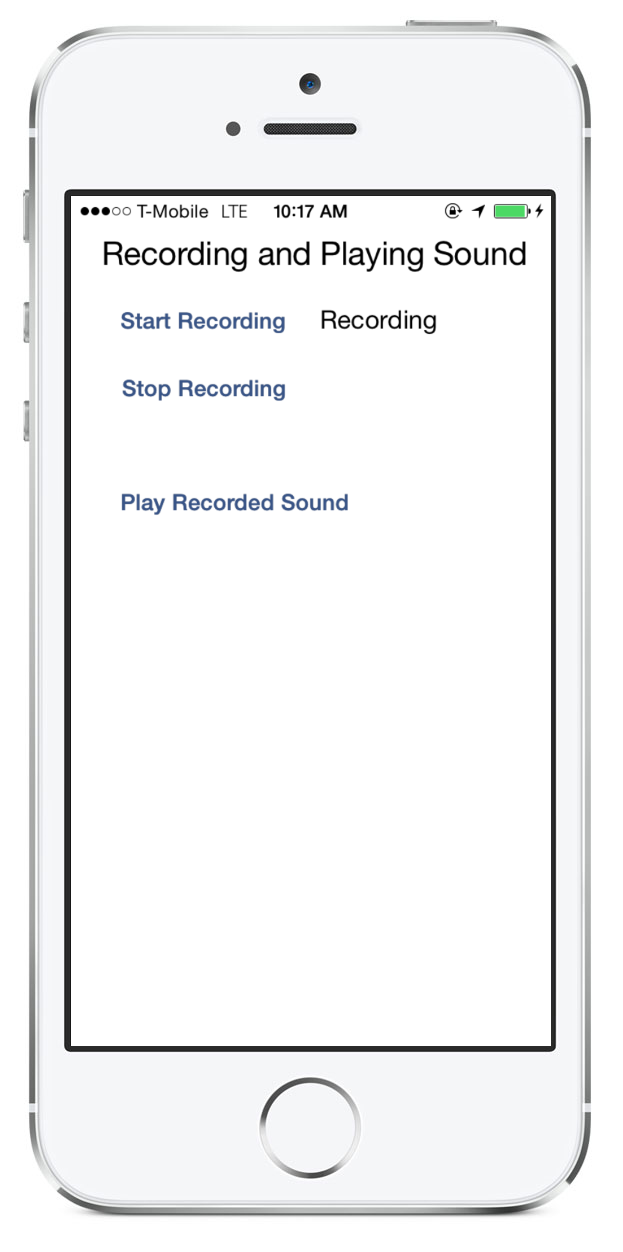 T-Mobile LTE 10:17 AM
Recording and Playing Sound
Start Recording Recording
Stop Recording
Play Recorded Sound